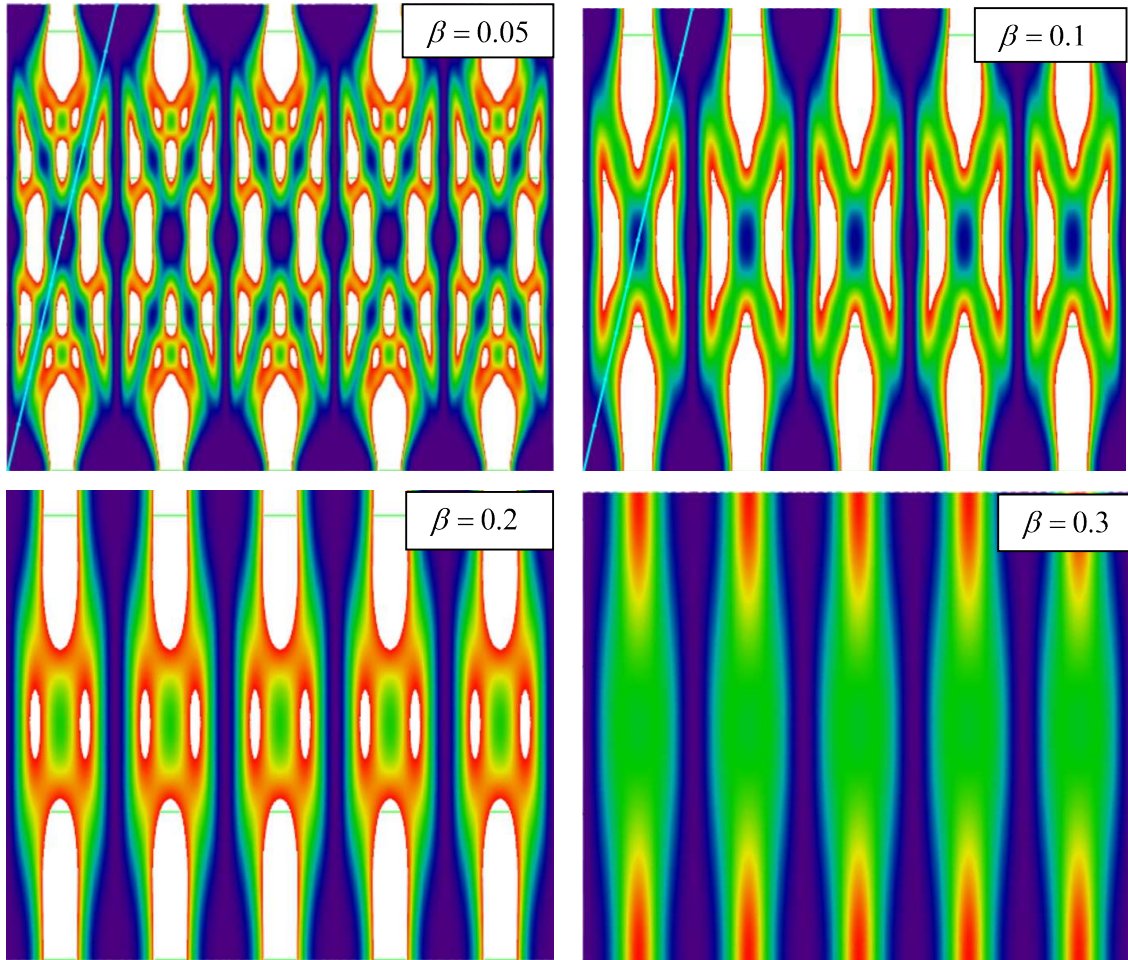 β = 0.05
β = 0.1
β = 0.2
β = 0.3